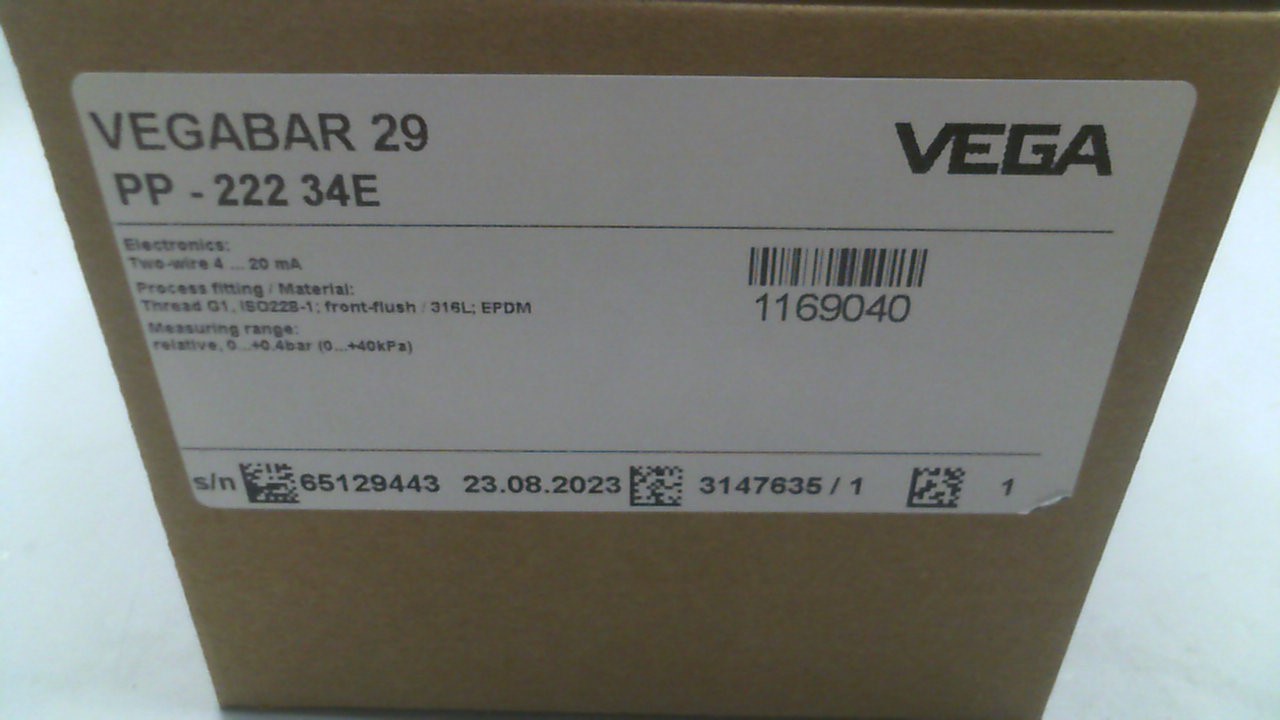 VEGABAR 29
PP - 222 34E
VEGA
Electronics:
Two-wire 4 ... 20 mA
Process fitting / Material:
Thread G1, ISO228-1; front-flush / 316L; EPDM
Measuring range:
relative, 0...+0.4bar (0...+40kPa)
1169040
s/n 65129443 23.08.2023 3147635 / 1 1